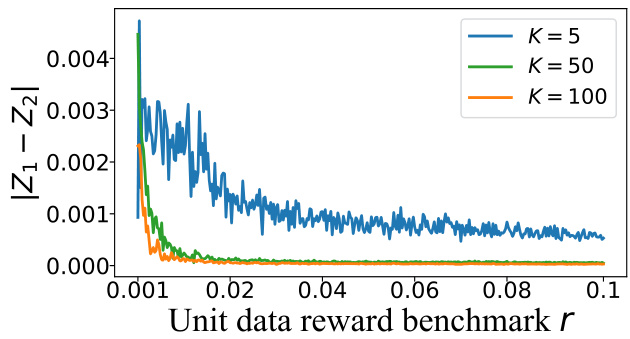 K = 5
K = 50
K = 100
|Z₁ − Z₂|
0.004
0.003
0.002
0.001
0.000
0.001 0.02 0.04 0.06 0.08 0.1
Unit data reward benchmark r